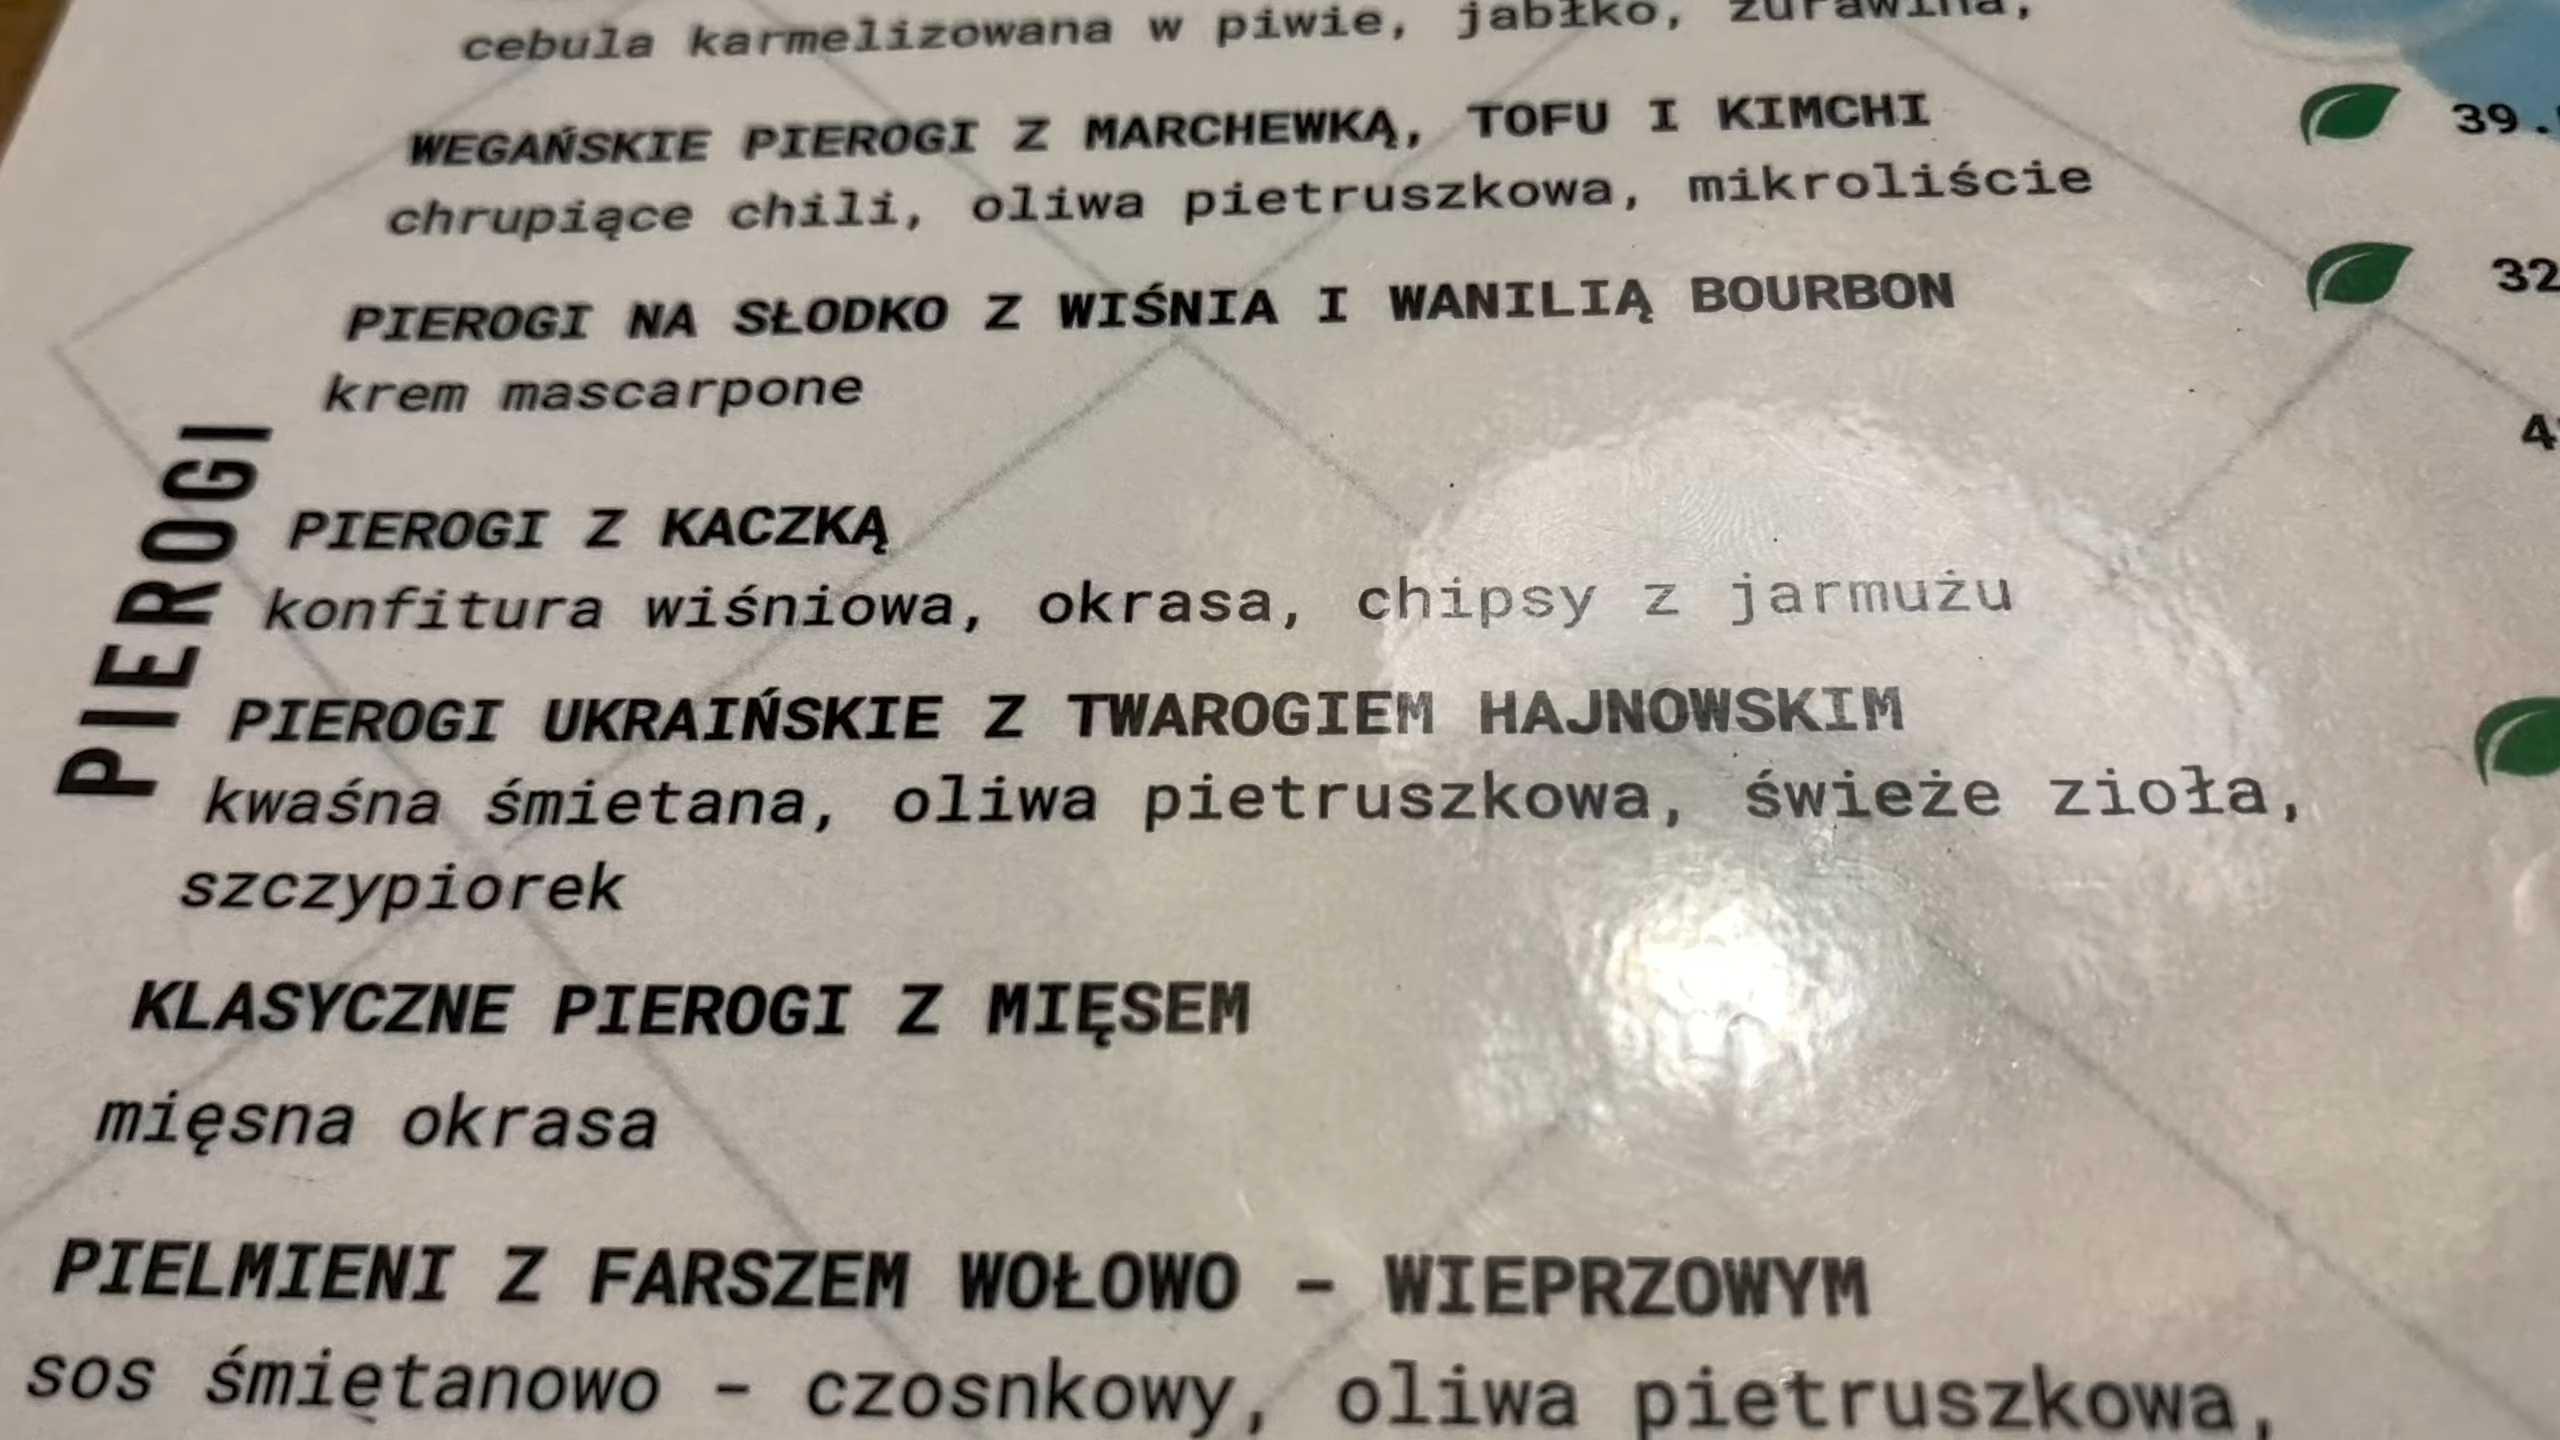 cebula karmelizowana w piwie, jabłko, żurawina,
WEGAŃSKIE PIEROGI Z MARCHEWKĄ, TOFU I KIMCHI
39.
chrupiące chili, oliwa pietruszkowa, mikroliście
PIEROGI NA SŁODKO Z WIŚNIA I WANILIĄ BOURBON
32
krem mascarpone
PIEROGI
PIEROGI Z KACZKĄ
konfitura wiśniowa, okrasa, chipsy z jarmużu
PIEROGI UKRAIŃSKIE Z TWAROGIEM HAJNOWSKIM
kwaśna śmietana, oliwa pietruszkowa, świeże zioła,
szczypiorek
KLASYCZNE PIEROGI Z MIĘSEM
mięsna okrasa
PIELMIENI Z FARSZEM WOŁOWO – WIEPRZOWYM
sos śmietanowo – czosnkowy, oliwa pietruszkowa,